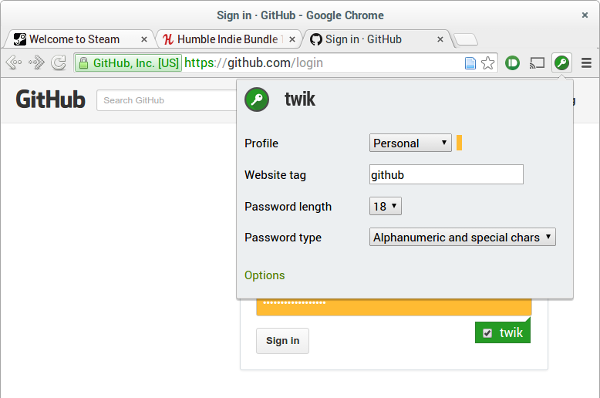 Sign in · GitHub - Google Chrome
Welcome to Steam
Humble Indie Bundle
Sign in · GitHub
GitHub, Inc. [US] https://github.com/login
GitHub
Search GitHub
twik
Profile
Personal
Website tag
github
Password length
18
Password type
Alphanumeric and special chars
Options
Sign in
twik